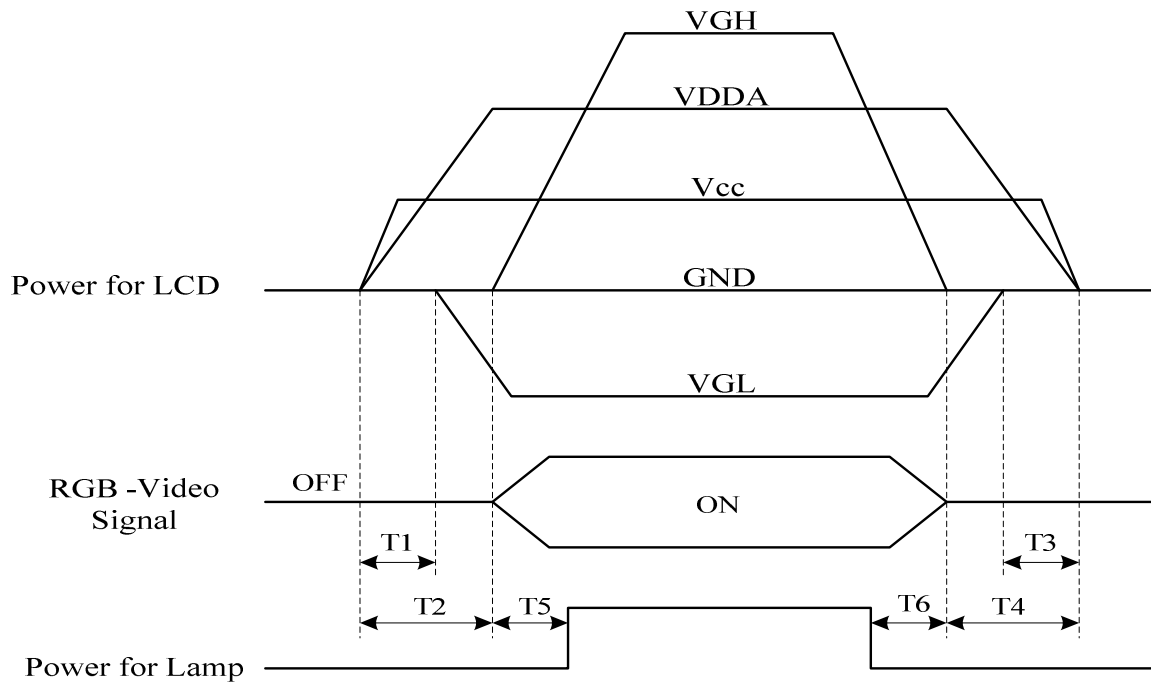 VGH
VDDA
Vcc
Power for LCD
GND
VGL
RGB -Video
Signal
OFF
ON
T1
T3
T2
T5
T6
T4
Power for Lamp